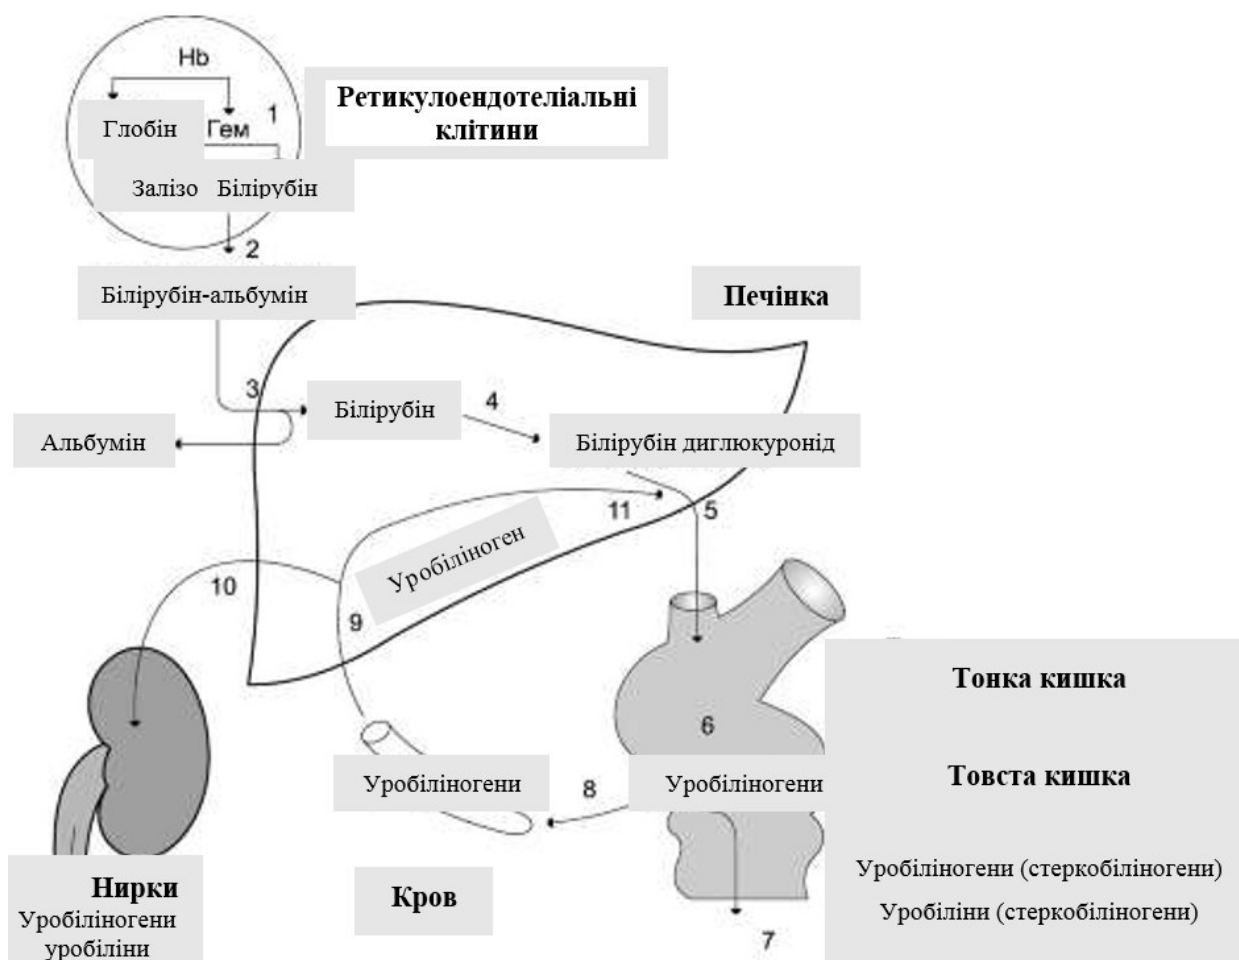 Hb
Ретикулоендотеліальні
клітини
Глобін
Гем
1
Залізо
Білірубін
2
Білірубін-альбумін
Печінка
3
Білірубін
4
Альбумін
Білірубін диглюкуронід
11
5
Уробіліноген
10
9
Тонка кишка
6
Товста кишка
Уробіліногени
8
Уробіліногени
Уробіліногени (стеркобіліногени)
Нирки
Кров
Уробіліни (стеркобіліногени)
Уробіліногени
уробіліни
7